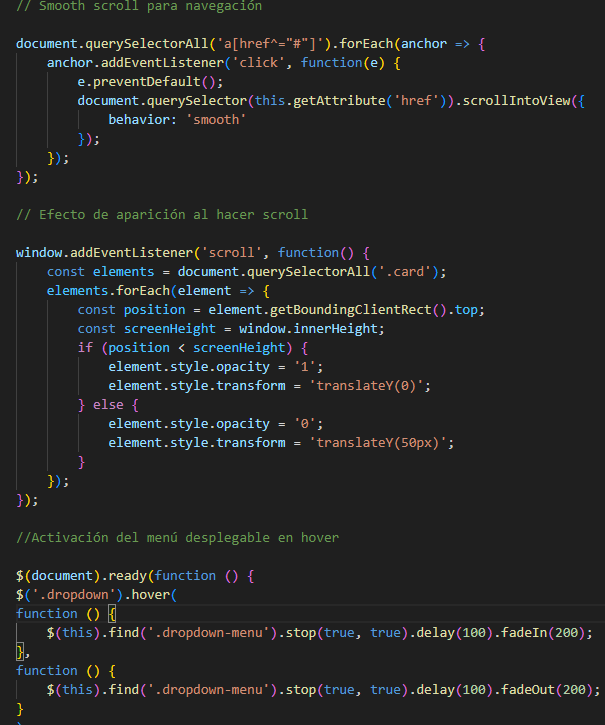 // Smooth scroll para navegación
document.querySelectorAll('a[href^="#"]').forEach(anchor => {
    anchor.addEventListener('click', function(e) {
        e.preventDefault();
        document.querySelector(this.getAttribute('href')).scrollIntoView({
            behavior: 'smooth'
        });
    });
});
// Efecto de aparición al hacer scroll
window.addEventListener('scroll', function() {
    const elements = document.querySelectorAll('.card');
    elements.forEach(element => {
        const position = element.getBoundingClientRect().top;
        const screenHeight = window.innerHeight;
        if (position < screenHeight) {
            element.style.opacity = '1';
            element.style.transform = 'translateY(0)';
        } else {
            element.style.opacity = '0';
            element.style.transform = 'translateY(50px)';
        }
    });
});
//Activación del menú desplegable en hover
$(document).ready(function () {
$('.dropdown').hover(
function () {
    $(this).find('.dropdown-menu').stop(true, true).delay(100).fadeIn(200);
},
function () {
    $(this).find('.dropdown-menu').stop(true, true).delay(100).fadeOut(200);
}